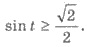 sin t ≥ √2/2.